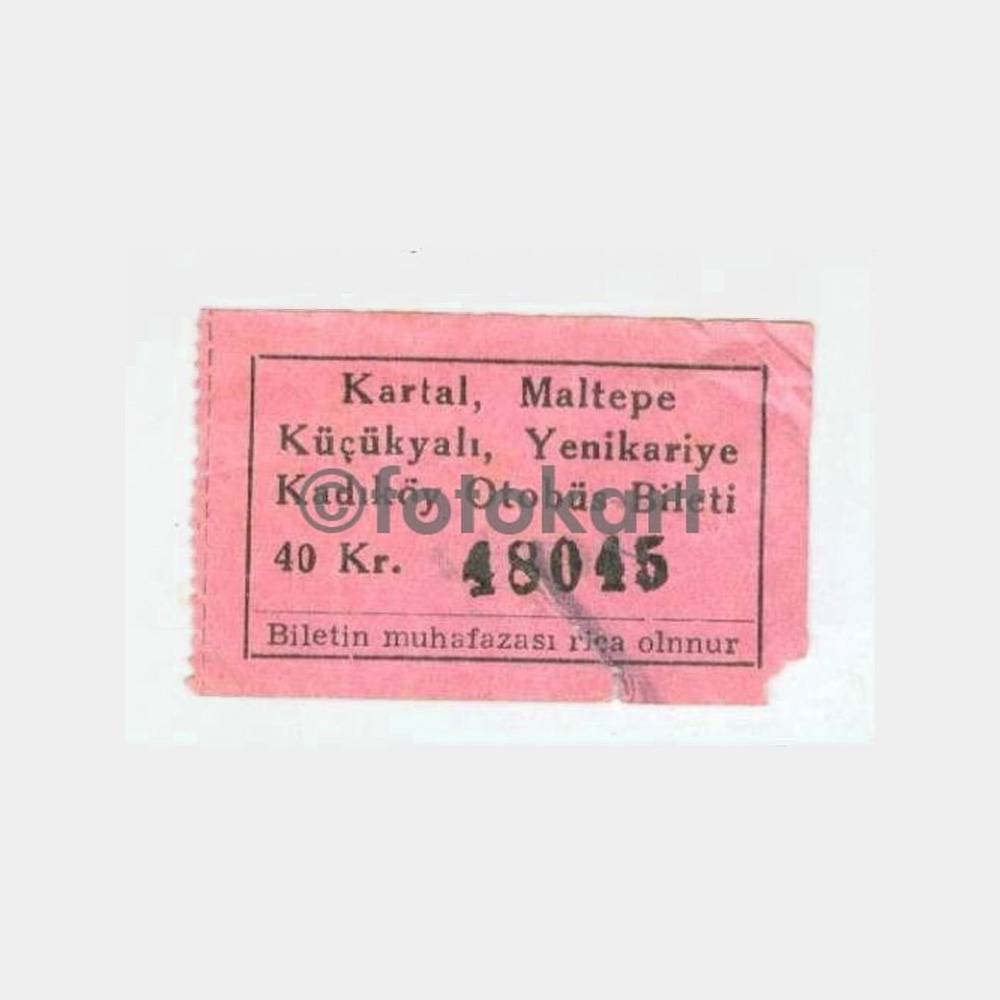 Kartal, Maltepe
Küçükyalı, Yenikariye
Kadıköy Otobüs Bileti
©fotokart
40 Kr. 48045
Biletin muhafazası rica olnnur